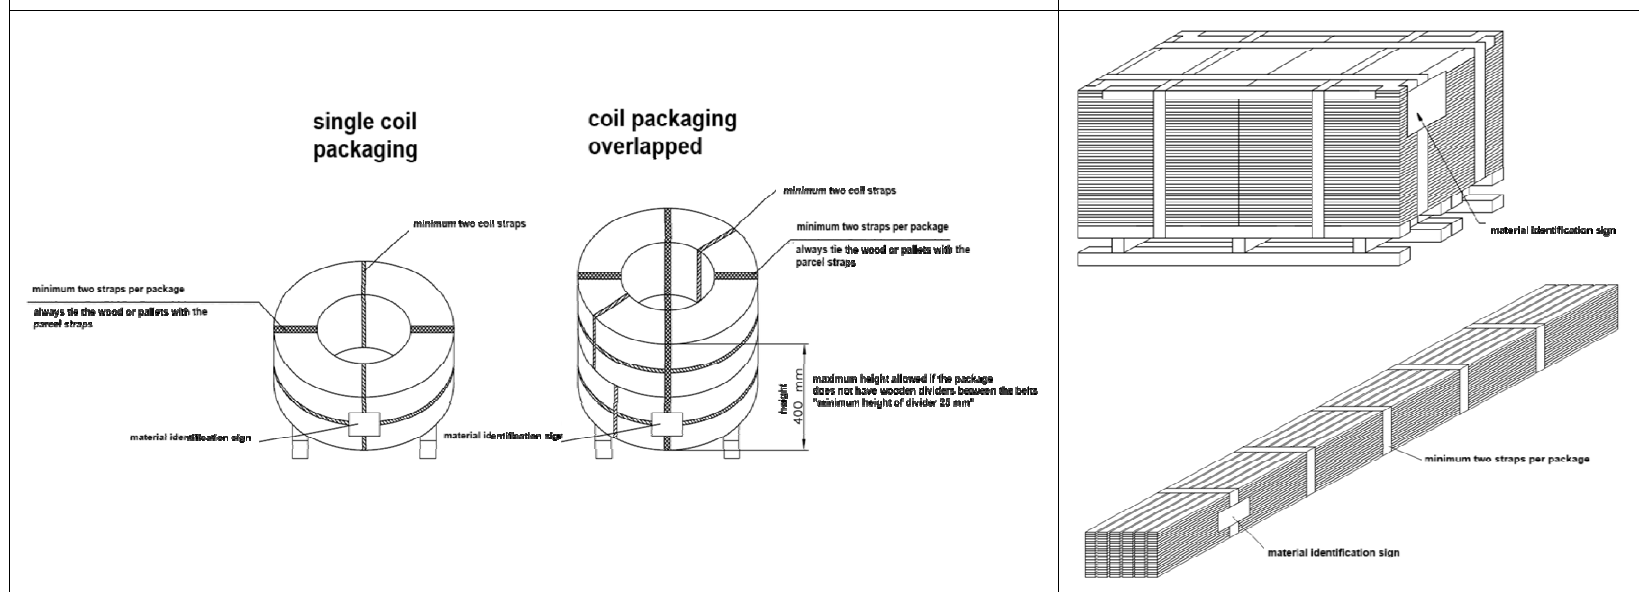 single coil
packaging
minimum two coil straps
minimum two straps per package
always tie the wood or pallets with the
parcel straps
material identification sign
coil packaging
overlapped
minimum two coil straps
minimum two straps per package
always tie the wood or pallets with the
parcel straps
height
400 mm
maximum height allowed if the package
does not have wooden dividers between the belts
"minimum height of divider 25 mm"
material identification sign
material identification sign
minimum two straps per package
material identification sign